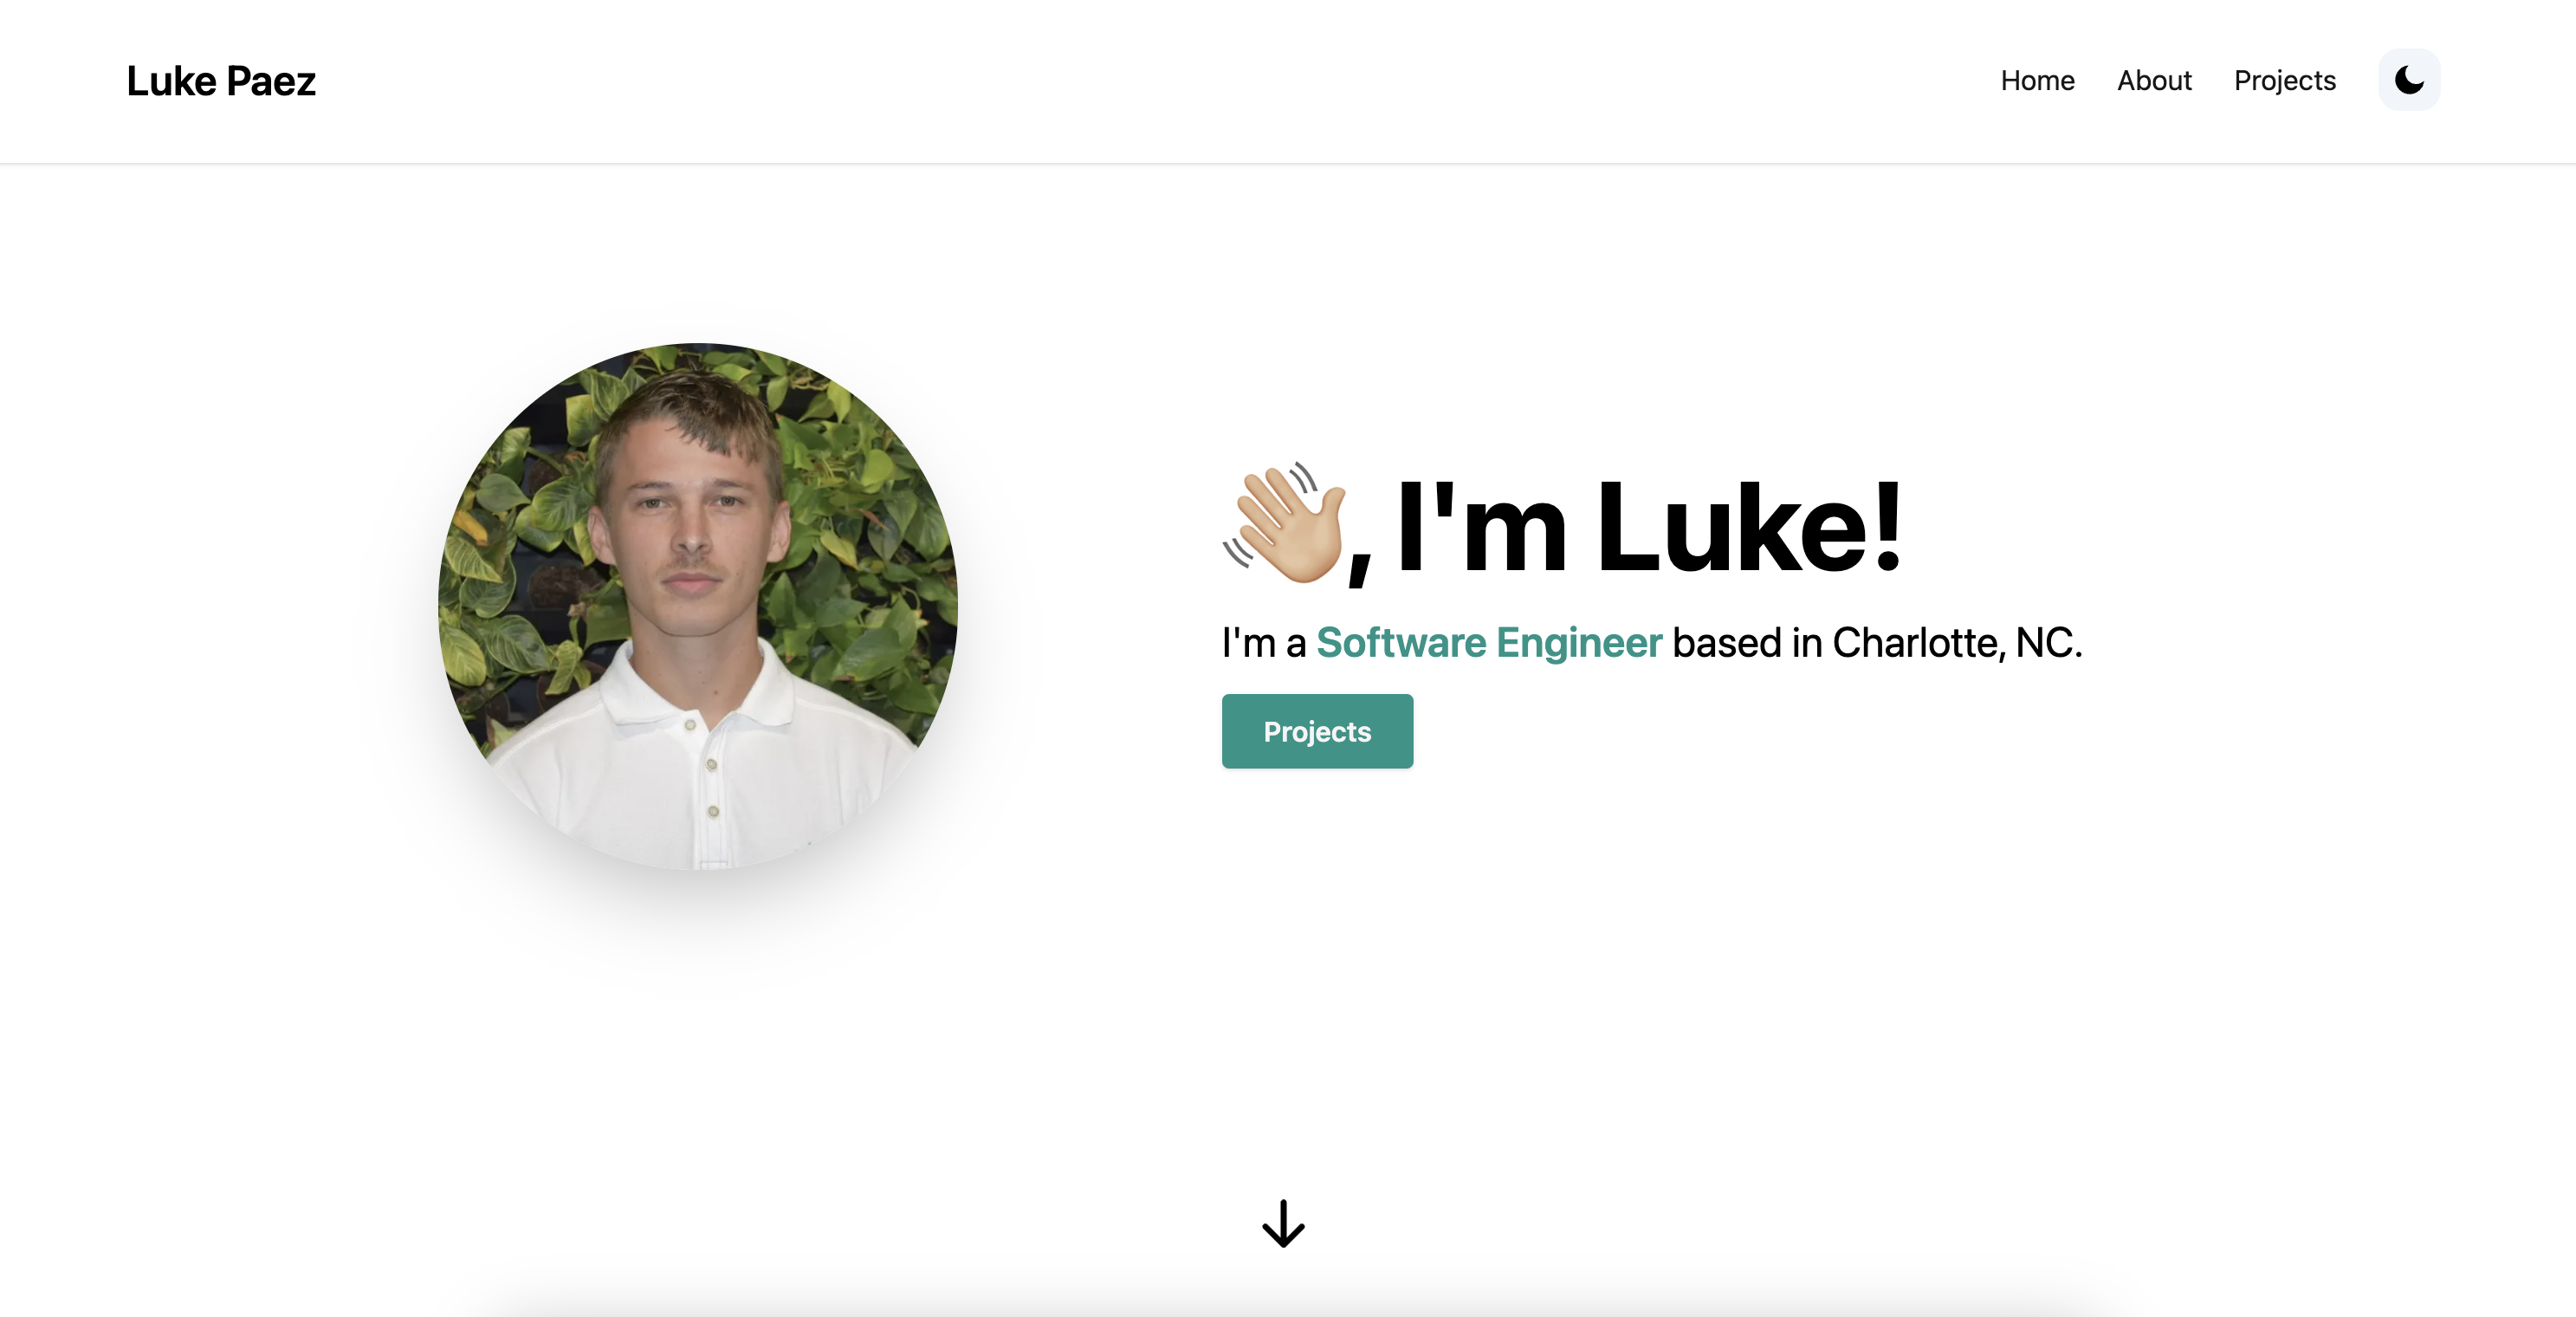 Luke Paez
Home About Projects
👋🏼, I'm Luke!
I'm a Software Engineer based in Charlotte, NC.
Projects